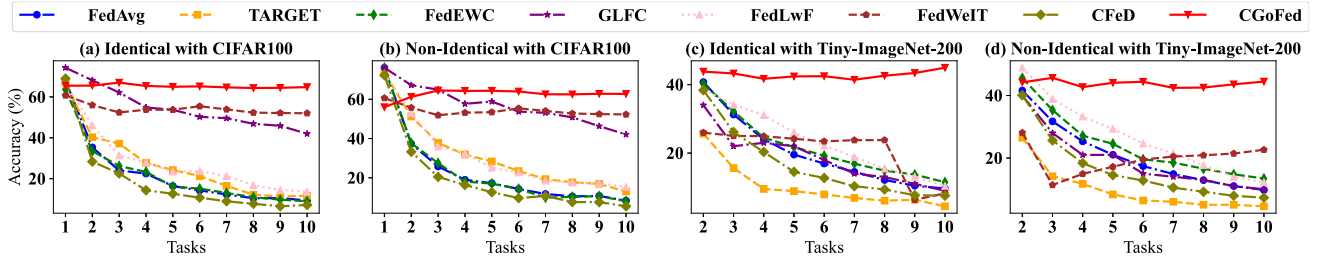 FedAvg TARGET FedEWC GLFC FedLwF FedWeIT CFeD CGoFed
(a) Identical with CIFAR100 (b) Non-Identical with CIFAR100 (c) Identical with Tiny-ImageNet-200 (d) Non-Identical with Tiny-ImageNet-200
Accuracy (%)
60
40
20
60
40
20
40
20
40
20
1 2 3 4 5 6 7 8 9 10 1 2 3 4 5 6 7 8 9 10 2 3 4 5 6 7 8 9 10 2 3 4 5 6 7 8 9 10
Tasks Tasks Tasks Tasks